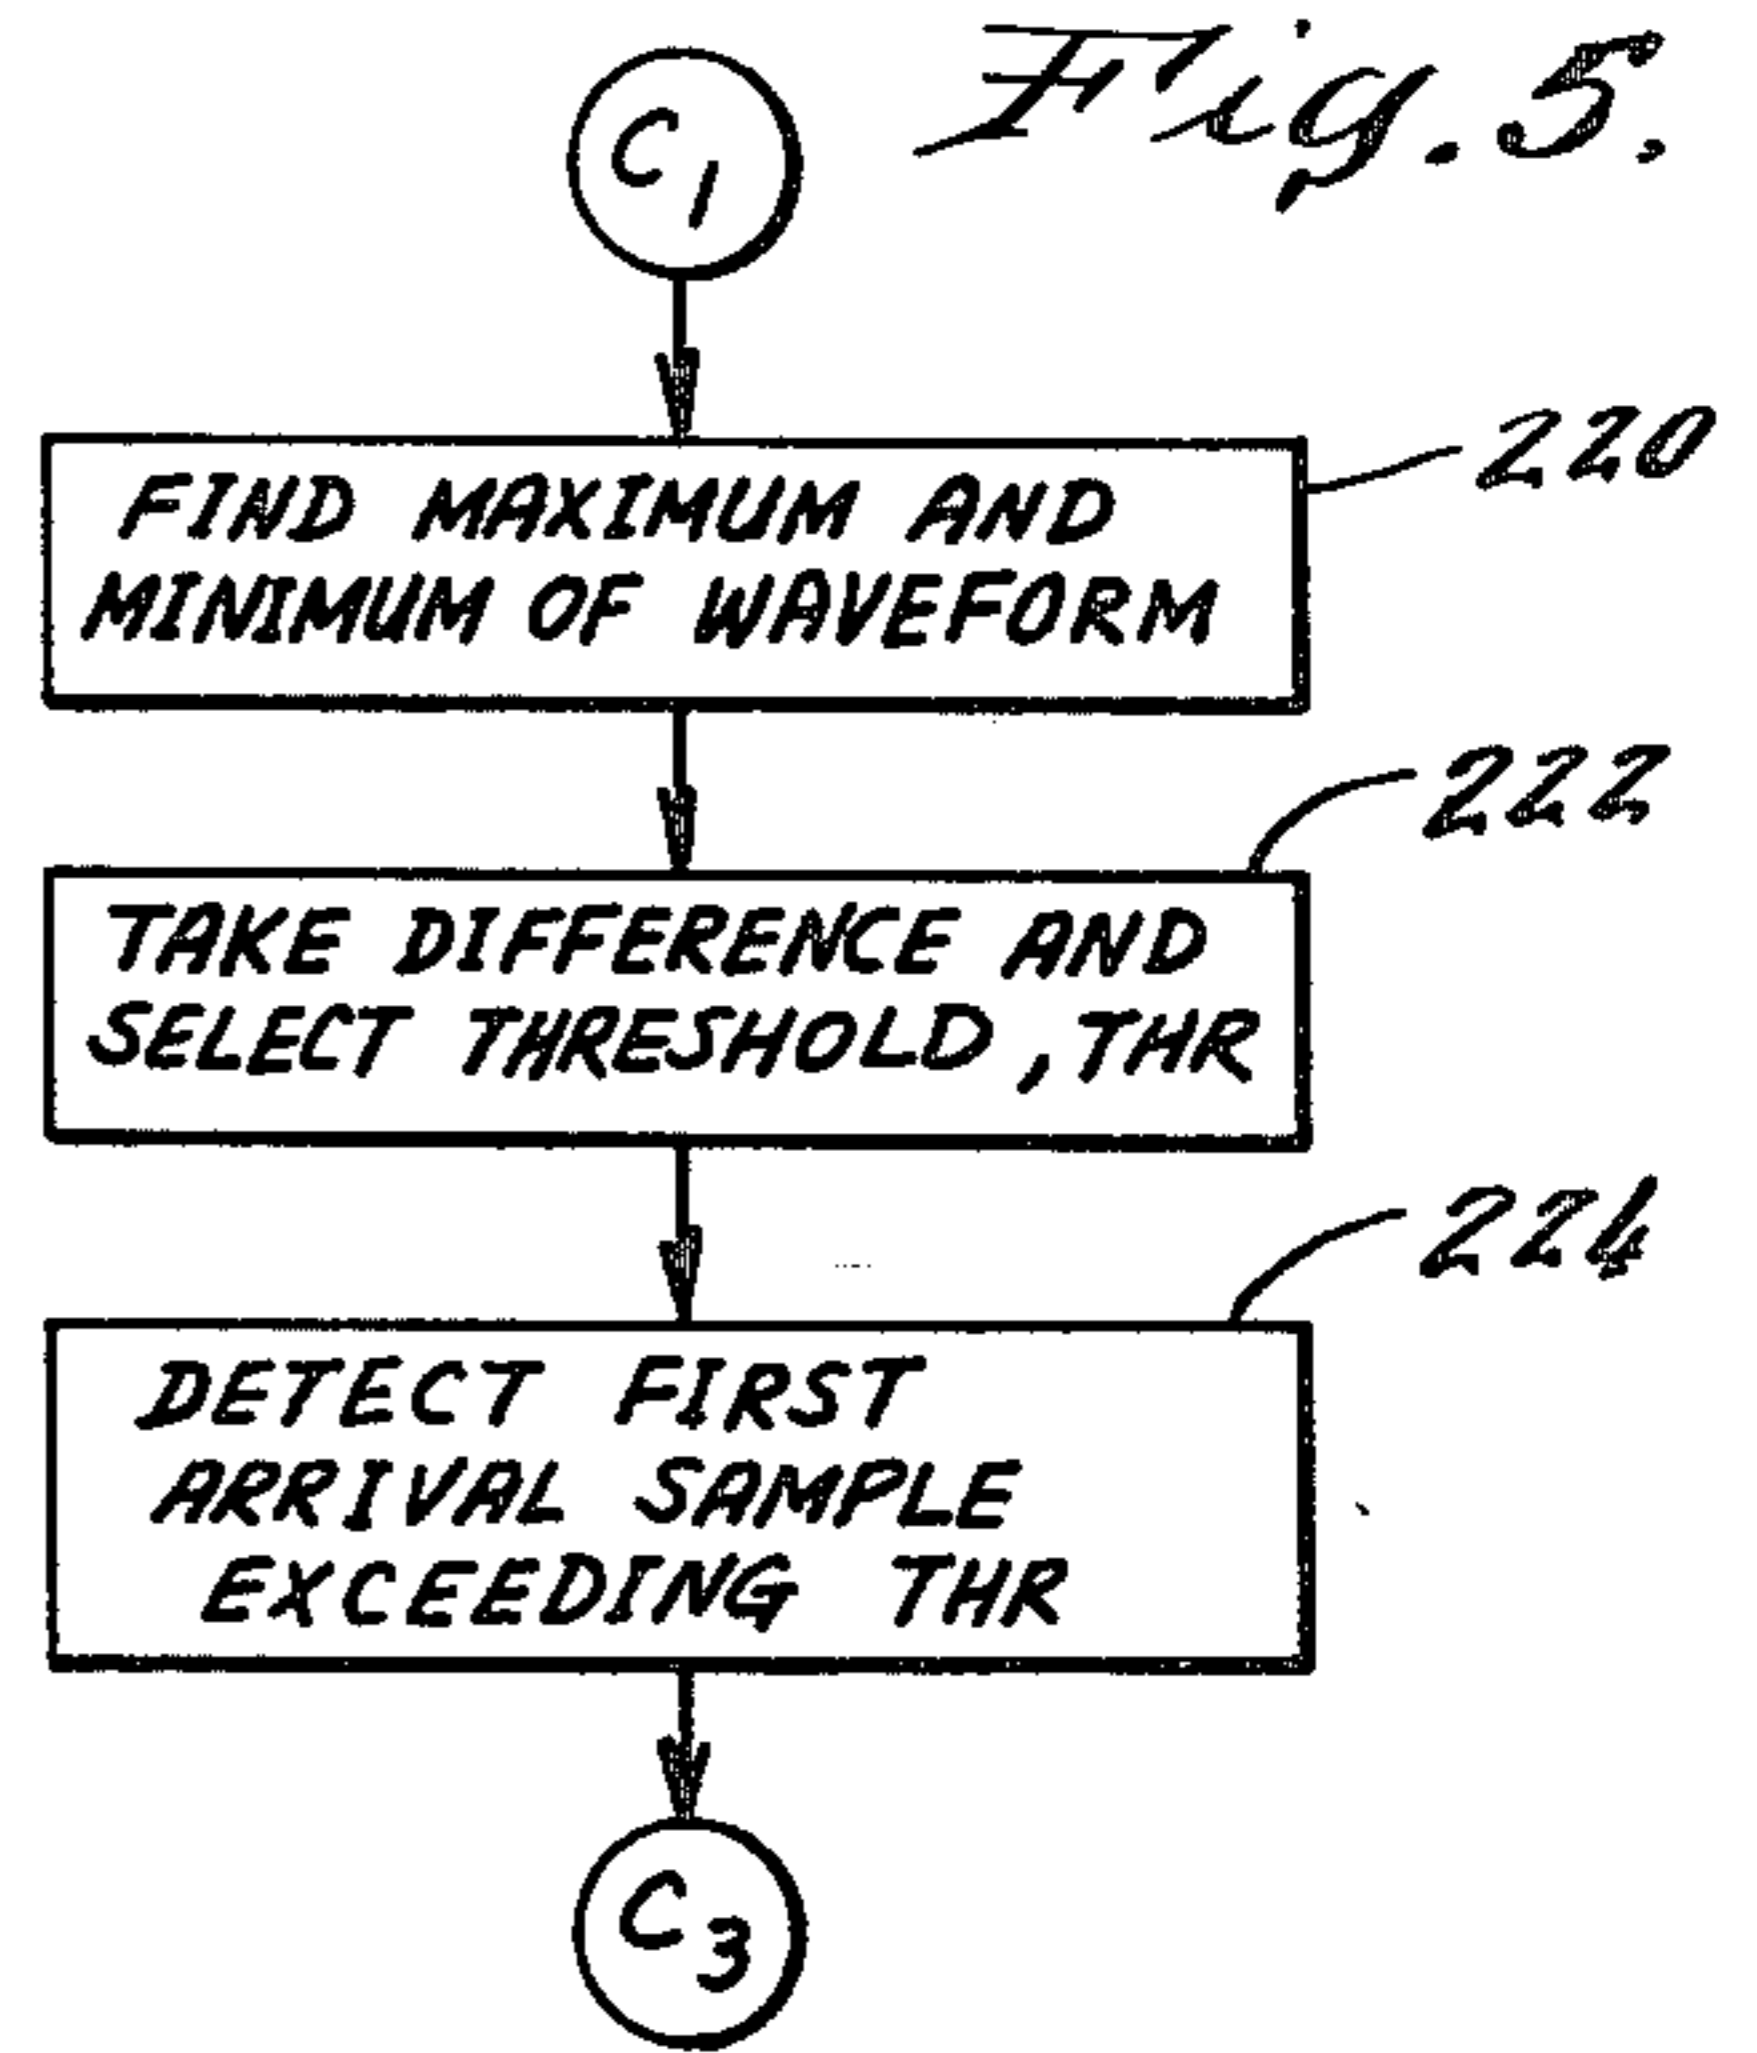 Fig. 5.
C1
220
FIND MAXIMUM AND
MINIMUM OF WAVEFORM
222
TAKE DIFFERENCE AND
SELECT THRESHOLD, THR
224
DETECT FIRST
ARRIVAL SAMPLE
EXCEEDING THR
C3